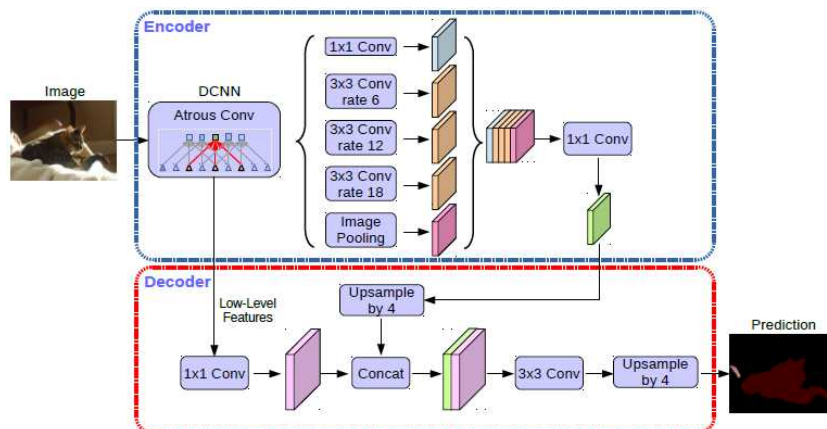 Encoder
Image
DCNN
Atrous Conv
1x1 Conv
3x3 Conv
rate 6
3x3 Conv
rate 12
3x3 Conv
rate 18
Image
Pooling
1x1 Conv
Decoder
Low-Level
Features
Upsample
by 4
1x1 Conv
Concat
3x3 Conv
Upsample
by 4
Prediction